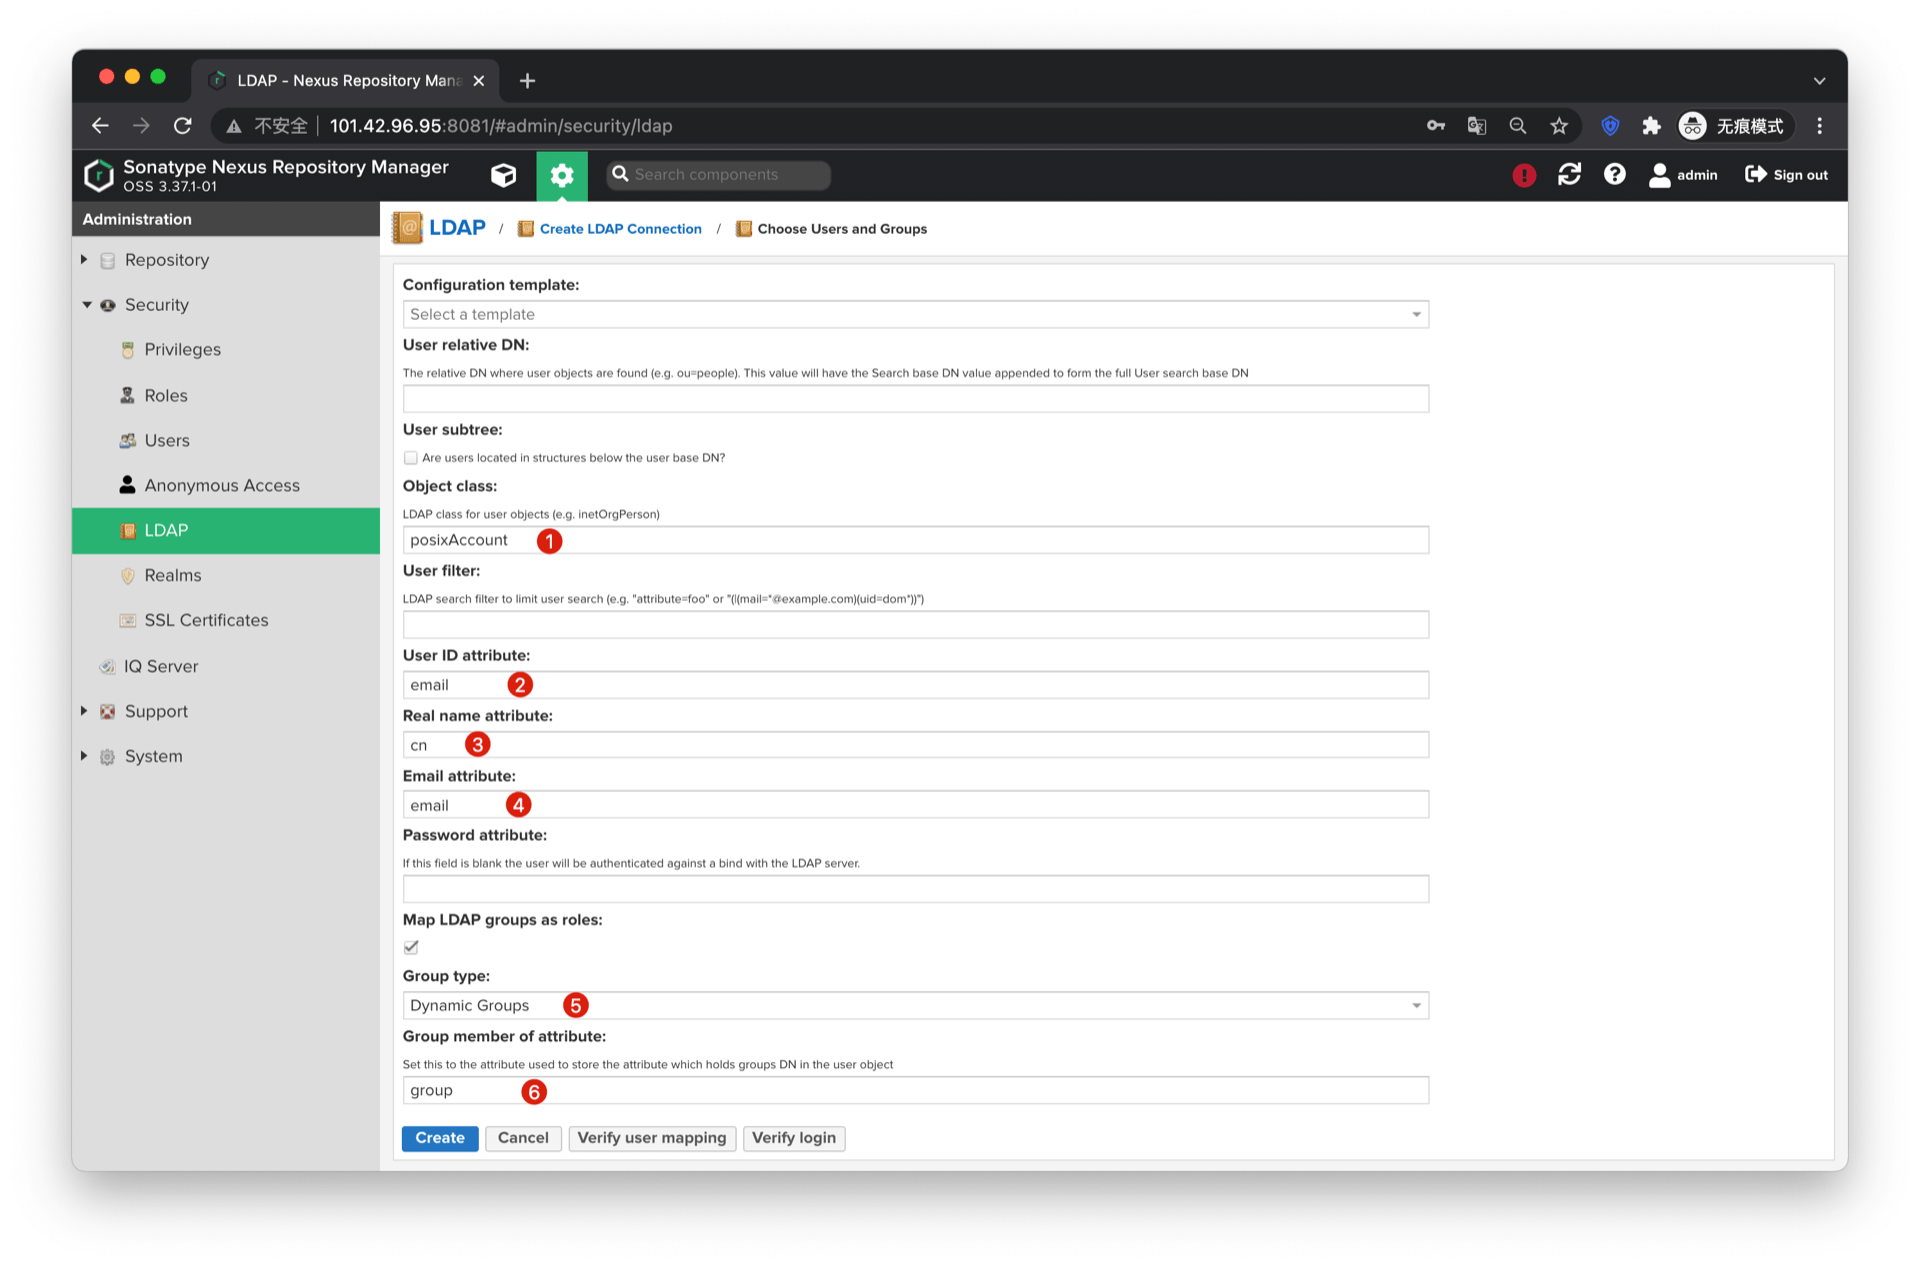 LDAP - Nexus Repository Mana
不安全 101.42.96.95:8081/#admin/security/ldap 无痕模式
Sonatype Nexus Repository Manager
OSS 3.37.1-01
Search components
admin Sign out
Administration
Repository
Security
Privileges
Roles
Users
Anonymous Access
LDAP
Realms
SSL Certificates
IQ Server
Support
System
LDAP / Create LDAP Connection / Choose Users and Groups
Configuration template:
Select a template
User relative DN:
The relative DN where user objects are found (e.g. ou=people). This value will have the Search base DN value appended to form the full User search base DN
User subtree:
Are users located in structures below the user base DN?
Object class:
LDAP class for user objects (e.g. inetOrgPerson)
posixAccount 1
User filter:
LDAP search filter to limit user search (e.g. "attribute=foo" or "(|(mail=*@example.com)(uid=dom*))")
User ID attribute:
email 2
Real name attribute:
cn 3
Email attribute:
email 4
Password attribute:
If this field is blank the user will be authenticated against a bind with the LDAP server.
Map LDAP groups as roles:
Group type:
Dynamic Groups 5
Group member of attribute:
Set this to the attribute used to store the attribute which holds groups DN in the user object
group 6
Create Cancel Verify user mapping Verify login